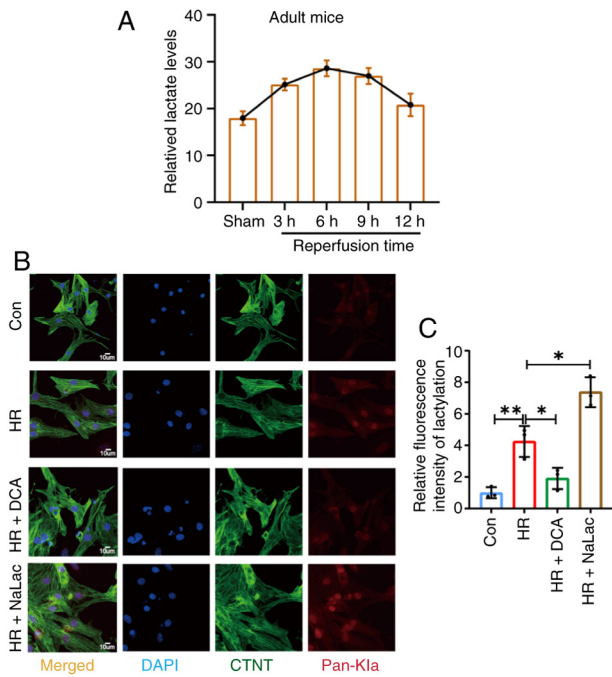 A
Adult mice
Relatived lactate levels
40
30
20
10
0
Sham 3 h 6 h 9 h 12 h
Reperfusion time
B
Con
10um
HR
10um
HR + DCA
10um
HR + NaLac
10um
Merged DAPI CTNT Pan-Kla
C
Relative fluorescence
intensity of lactylation
10
8
6
4
2
0
*
** *
Con
HR
HR + DCA
HR + NaLac